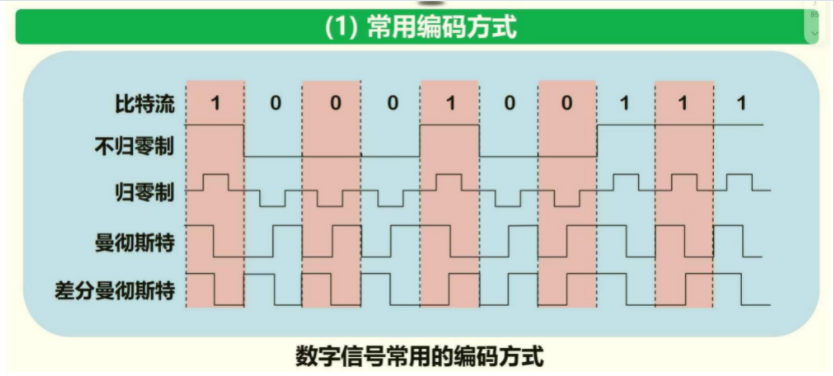 (1) 常用编码方式
比特流 1 0 0 0 1 0 0 1 1 1
不归零制
归零制
曼彻斯特
差分曼彻斯特
数字信号常用的编码方式